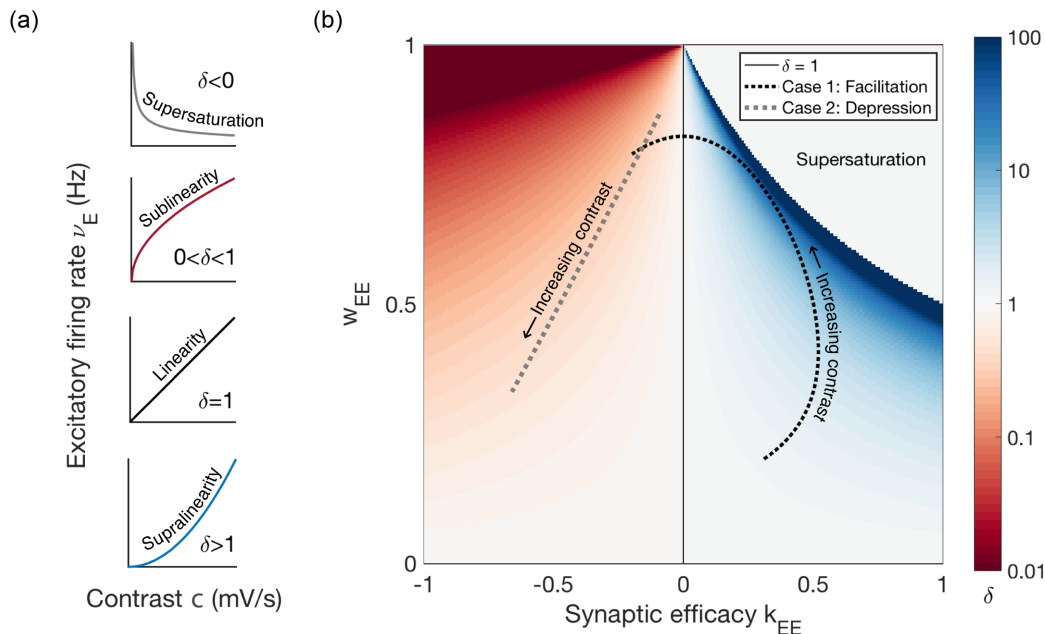 (a)
(b)
δ<0
Supersaturation
Sublinearity
0<δ<1
Linearity
δ=1
Supralinearity
δ>1
Excitatory firing rate ν_E (Hz)
Contrast c (mV/s)
1
0.5
0
w_EE
-1
-0.5
0
0.5
1
Synaptic efficacy k_EE
δ = 1
Case 1: Facilitation
Case 2: Depression
Supersaturation
← Increasing contrast
← Increasing contrast
100
10
1
0.1
0.01
δ